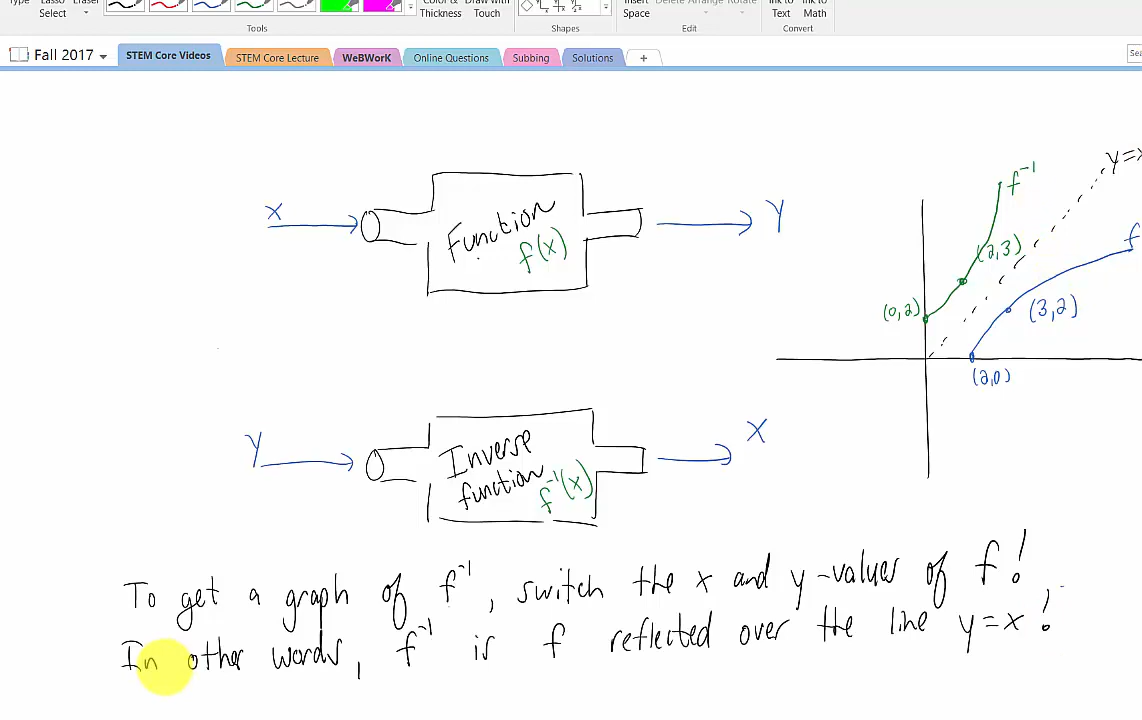 Type Lasso Eraser Color & Draw with Insert Delete Arrange Rotate Ink to Ink to
Select Thickness Touch Space Text Math
Tools Shapes Edit Convert
Fall 2017 STEM Core Videos STEM Core Lecture WeBWorK Online Questions Subbing Solutions +
x
Function
f(x)
Y
y=x
f⁻¹
(2,3)
f
(0,2)
(3,2)
(2,0)
Y
Inverse
function
f⁻¹(x)
X
To get a graph of f⁻¹, switch the x and y-values of f!
In other words, f⁻¹ is f reflected over the line y=x!